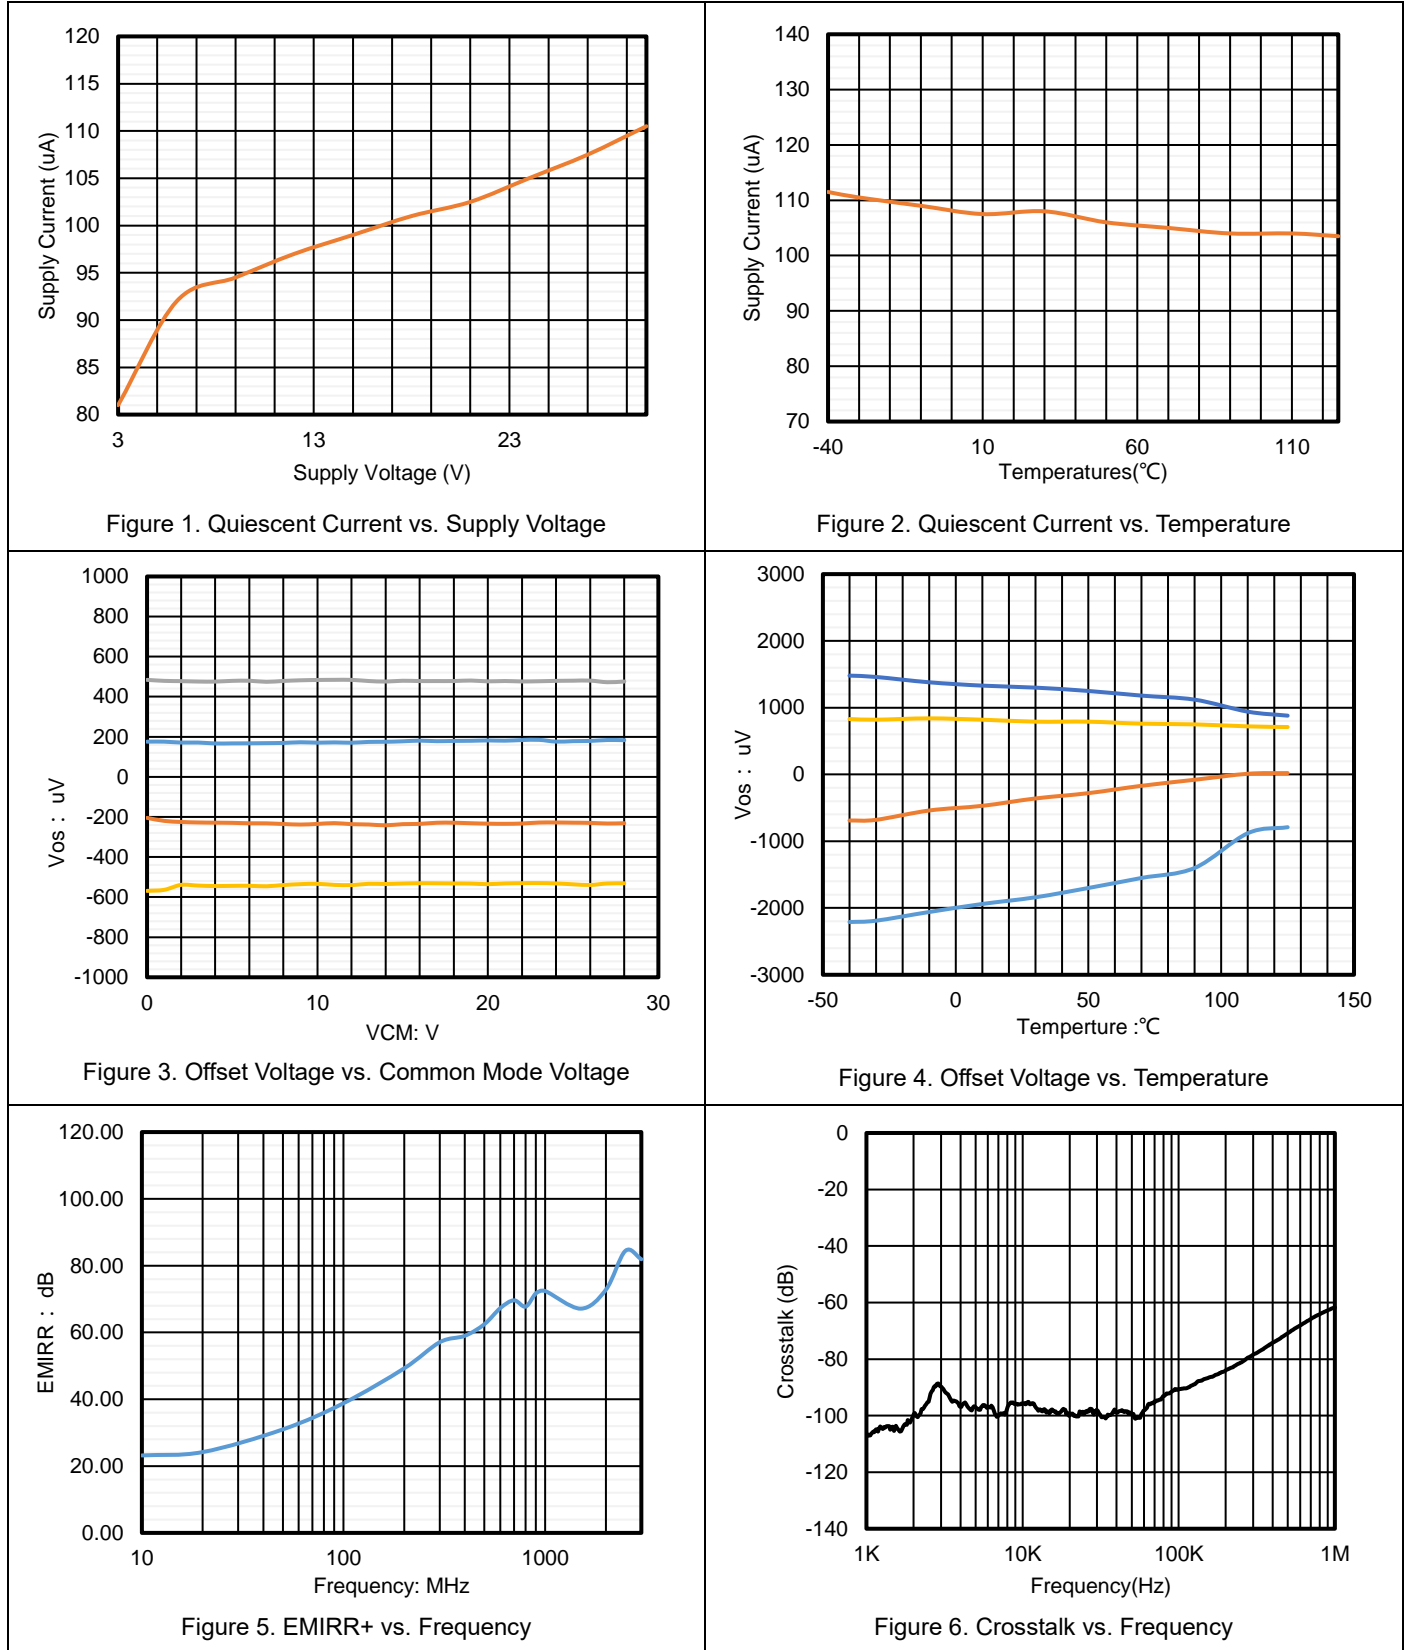 120
115
110
105
100
95
90
85
80
Supply Current (uA)
3 13 23
Supply Voltage (V)
Figure 1. Quiescent Current vs. Supply Voltage
140
130
120
110
100
90
80
70
Supply Current (uA)
-40 10 60 110
Temperatures(℃)
Figure 2. Quiescent Current vs. Temperature
1000
800
600
400
200
0
-200
-400
-600
-800
-1000
Vos : uV
0 10 20 30
VCM: V
Figure 3. Offset Voltage vs. Common Mode Voltage
3000
2000
1000
0
-1000
-2000
-3000
Vos : uV
-50 0 50 100 150
Temperture :℃
Figure 4. Offset Voltage vs. Temperature
120.00
100.00
80.00
60.00
40.00
20.00
0.00
EMIRR : dB
10 100 1000
Frequency: MHz
Figure 5. EMIRR+ vs. Frequency
0
-20
-40
-60
-80
-100
-120
-140
Crosstalk (dB)
1K 10K 100K 1M
Frequency(Hz)
Figure 6. Crosstalk vs. Frequency